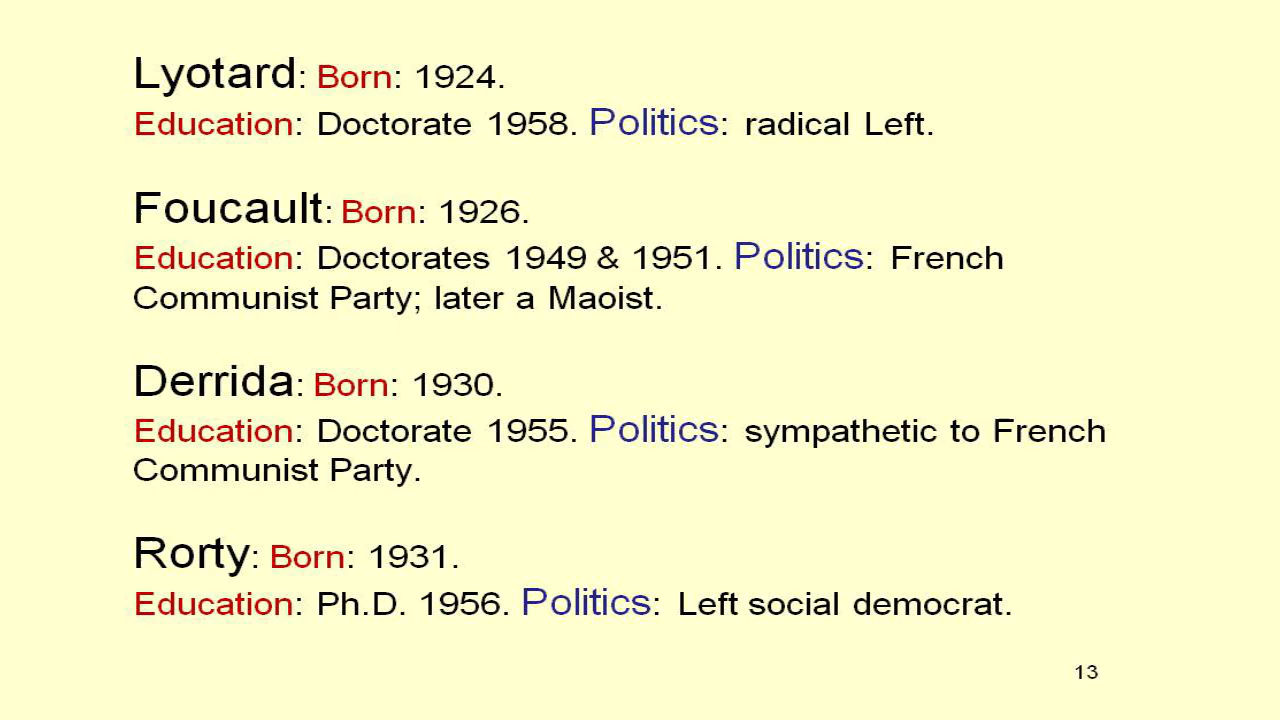 Lyotard: Born: 1924.
Education: Doctorate 1958. Politics: radical Left.
Foucault: Born: 1926.
Education: Doctorates 1949 & 1951. Politics: French
Communist Party; later a Maoist.
Derrida: Born: 1930.
Education: Doctorate 1955. Politics: sympathetic to French
Communist Party.
Rorty: Born: 1931.
Education: Ph.D. 1956. Politics: Left social democrat.
13